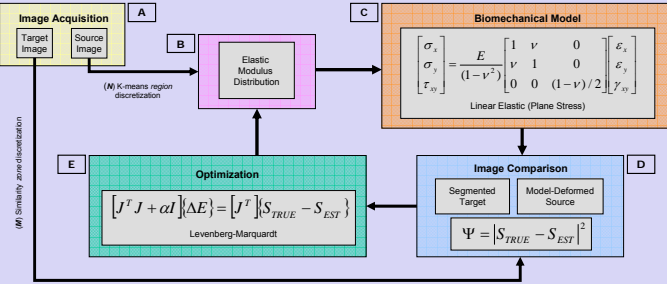 Image Acquisition
A
Target
Image
Source
Image
B
Elastic
Modulus
Distribution
(N) K-means region
discretization
C
Biomechanical Model
[σx σy τxy] = E/(1−ν²) [1 ν 0; ν 1 0; 0 0 (1−ν)/2] [εx εy γxy]
Linear Elastic (Plane Stress)
(M) Similarity zone discretization
E
Optimization
[JᵀJ + αI]{ΔE} = [Jᵀ]{S_TRUE − S_EST}
Levenberg-Marquardt
Image Comparison
D
Segmented
Target
Model-Deformed
Source
Ψ = |S_TRUE − S_EST|²